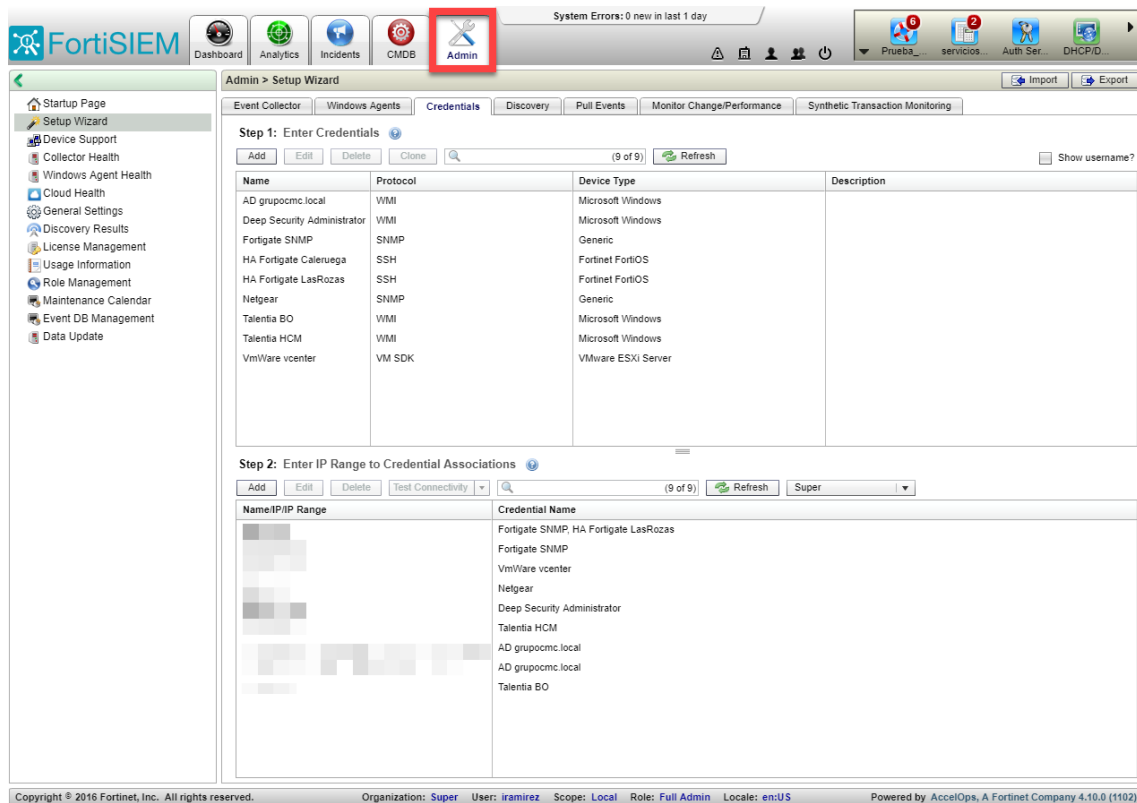 System Errors: 0 new in last 1 day
FortiSIEM
Dashboard Analytics Incidents CMDB Admin
6 2
Prueba_... servicios... Auth Ser... DHCP/D...
Admin > Setup Wizard
Import Export
Startup Page
Setup Wizard
Device Support
Collector Health
Windows Agent Health
Cloud Health
General Settings
Discovery Results
License Management
Usage Information
Role Management
Maintenance Calendar
Event DB Management
Data Update
Event Collector Windows Agents Credentials Discovery Pull Events Monitor Change/Performance Synthetic Transaction Monitoring
Step 1: Enter Credentials
Add Edit Delete Clone (9 of 9) Refresh Show username?
Name Protocol Device Type Description
AD grupocmc.local WMI Microsoft Windows
Deep Security Administrator WMI Microsoft Windows
Fortigate SNMP SNMP Generic
HA Fortigate Caleruega SSH Fortinet FortiOS
HA Fortigate LasRozas SSH Fortinet FortiOS
Netgear SNMP Generic
Talentia BO WMI Microsoft Windows
Talentia HCM WMI Microsoft Windows
VmWare vcenter VM SDK VMware ESXi Server
Step 2: Enter IP Range to Credential Associations
Add Edit Delete Test Connectivity (9 of 9) Refresh Super
Name/IP/IP Range Credential Name
Fortigate SNMP, HA Fortigate LasRozas
Fortigate SNMP
VmWare vcenter
Netgear
Deep Security Administrator
Talentia HCM
AD grupocmc.local
AD grupocmc.local
Talentia BO
Copyright © 2016 Fortinet, Inc. All rights reserved. Organization: Super User: iramirez Scope: Local Role: Full Admin Locale: en:US Powered by AccelOps, A Fortinet Company 4.10.0 (1102)